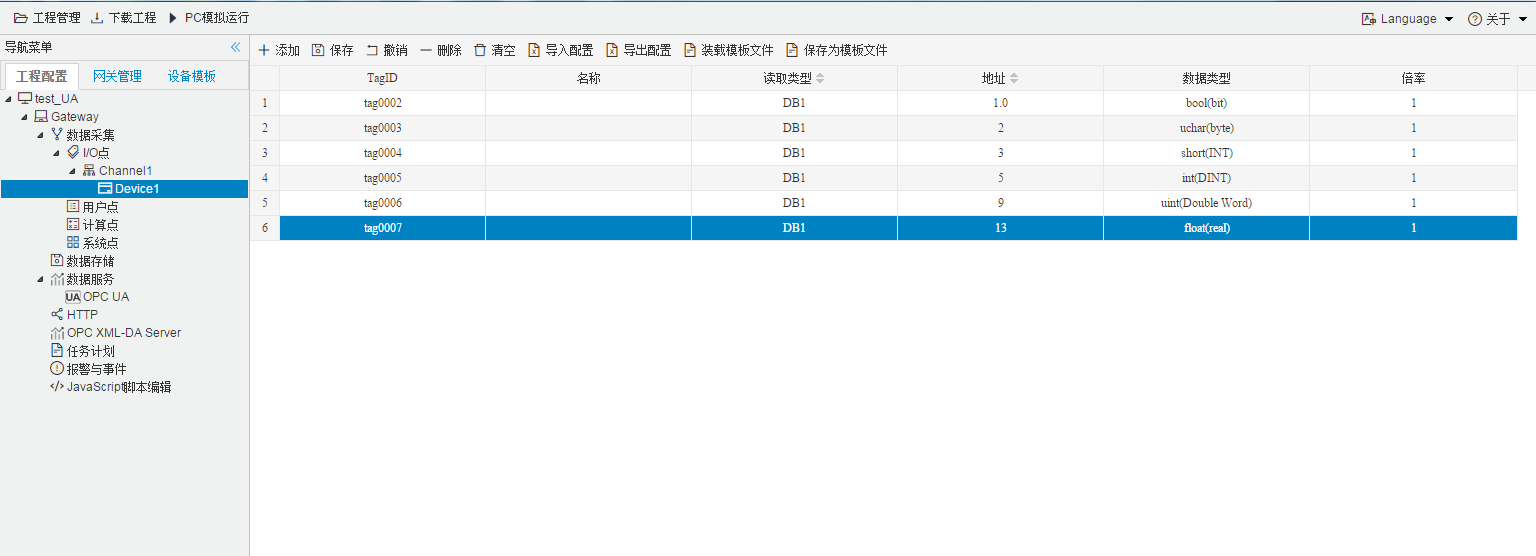 工程管理 下载工程 PC模拟运行 Language 关于
导航菜单
工程配置 网关管理 设备模板
test_UA
Gateway
数据采集
I/O点
Channel1
Device1
用户点
计算点
系统点
数据存储
数据服务
UA OPC UA
HTTP
OPC XML-DA Server
任务计划
报警与事件
JavaScript脚本编辑
添加 保存 撤销 删除 清空 导入配置 导出配置 装载模板文件 保存为模板文件
TagID 名称 读取类型 地址 数据类型 倍率
1 tag0002 DB1 1.0 bool(bit) 1
2 tag0003 DB1 2 uchar(byte) 1
3 tag0004 DB1 3 short(INT) 1
4 tag0005 DB1 5 int(DINT) 1
5 tag0006 DB1 9 uint(Double Word) 1
6 tag0007 DB1 13 float(real) 1